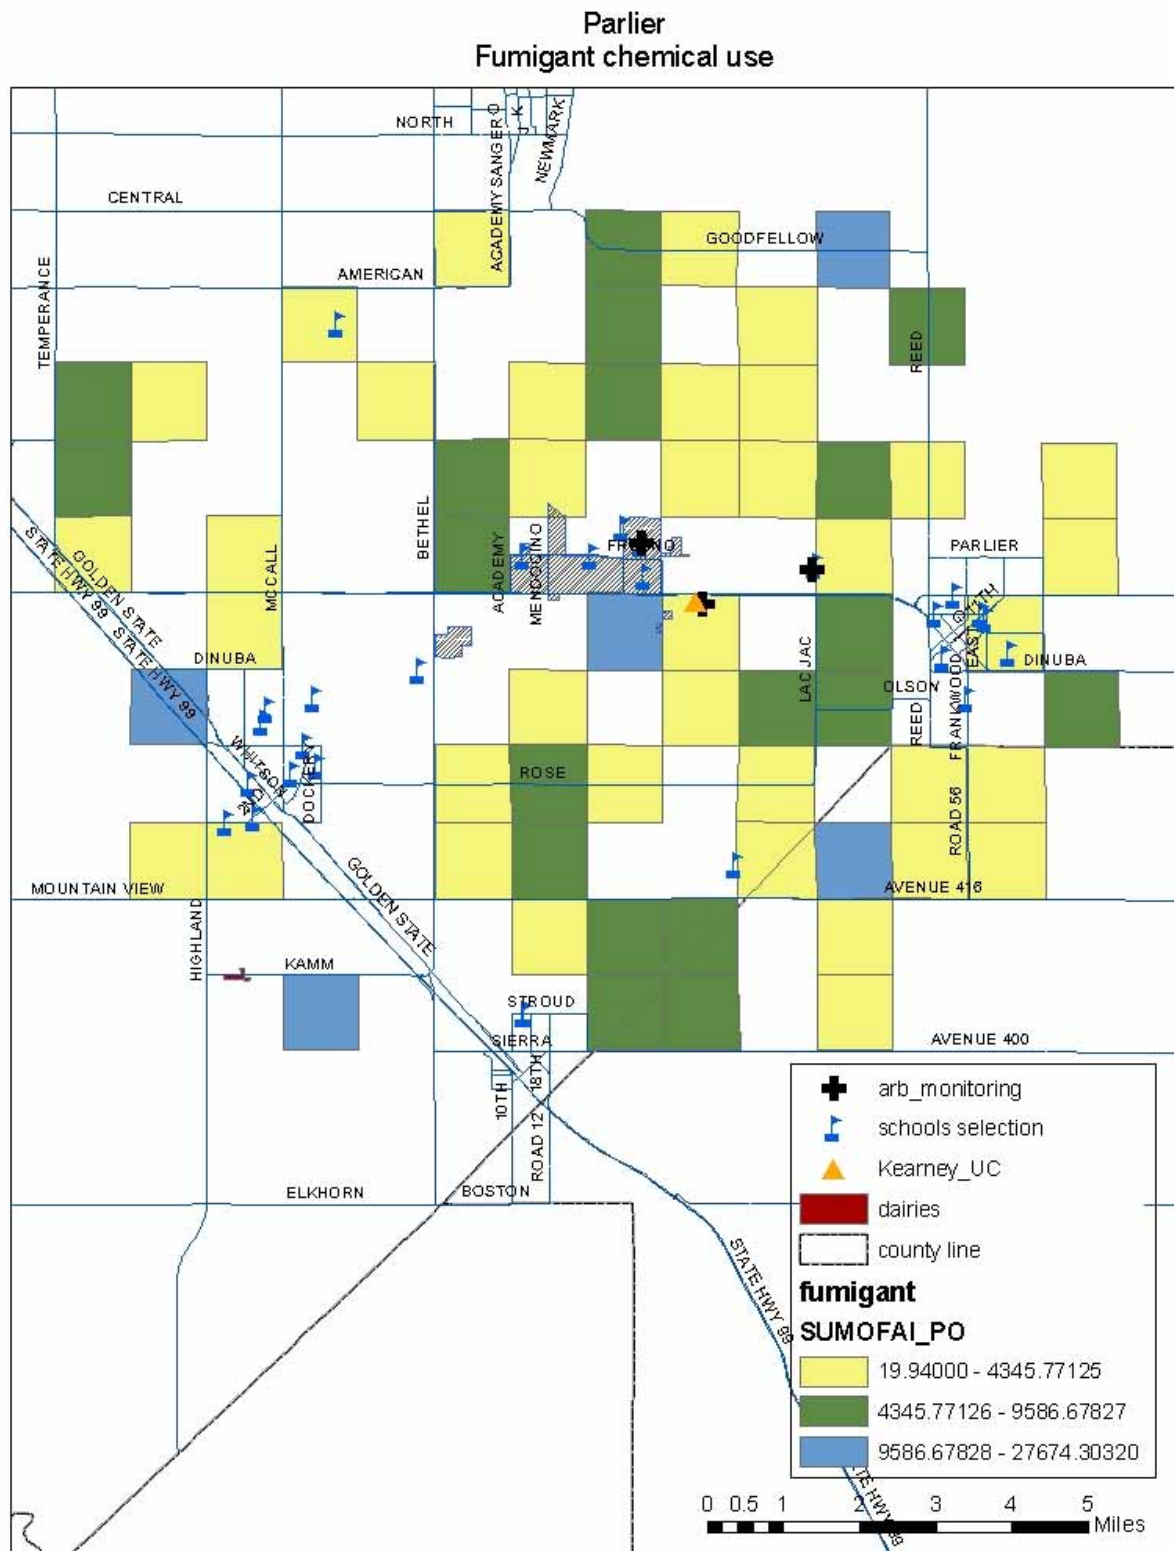 Parlier
Fumigant chemical use
NORTH
J
K
NEWMARK
ACADEMY
SANGER
CENTRAL
GOODFELLOW
AMERICAN
TEMPERANCE
REED
BETHEL
STATE HWY 99
GOLDEN STATE
STATE HWY 99
MCCALL
ACADEMY
MENDOCINO
FRESNO
PARLIER
11TH
G
DINUBA
LAC JAC
EAST
DINUBA
OLSON
REED
FRANKWOOD
WHITSON
DOCKERY
ROSE
ROAD 56
MOUNTAIN VIEW
GOLDEN STATE
AVENUE 416
HIGHLAND
KAMM
STROUD
SIERRA
AVENUE 400
10TH
18TH
ROAD 12
ELKHORN
BOSTON
STATE HWY 99
arb_monitoring
schools selection
Kearney_UC
dairies
county line
fumigant
SUMOFAI_PO
19.94000 - 4345.77125
4345.77126 - 9586.67827
9586.67828 - 27674.30320
0 0.5 1 2 3 4 5
Miles